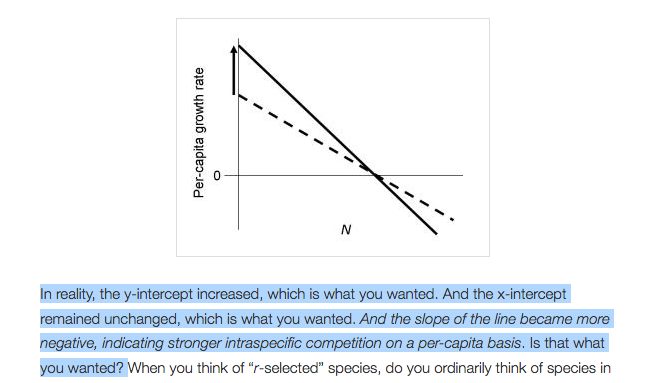 Per-capita growth rate
0
N
In reality, the y-intercept increased, which is what you wanted. And the x-intercept
remained unchanged, which is what you wanted. And the slope of the line became more
negative, indicating stronger intraspecific competition on a per-capita basis. Is that what
you wanted? When you think of “r-selected” species, do you ordinarily think of species in